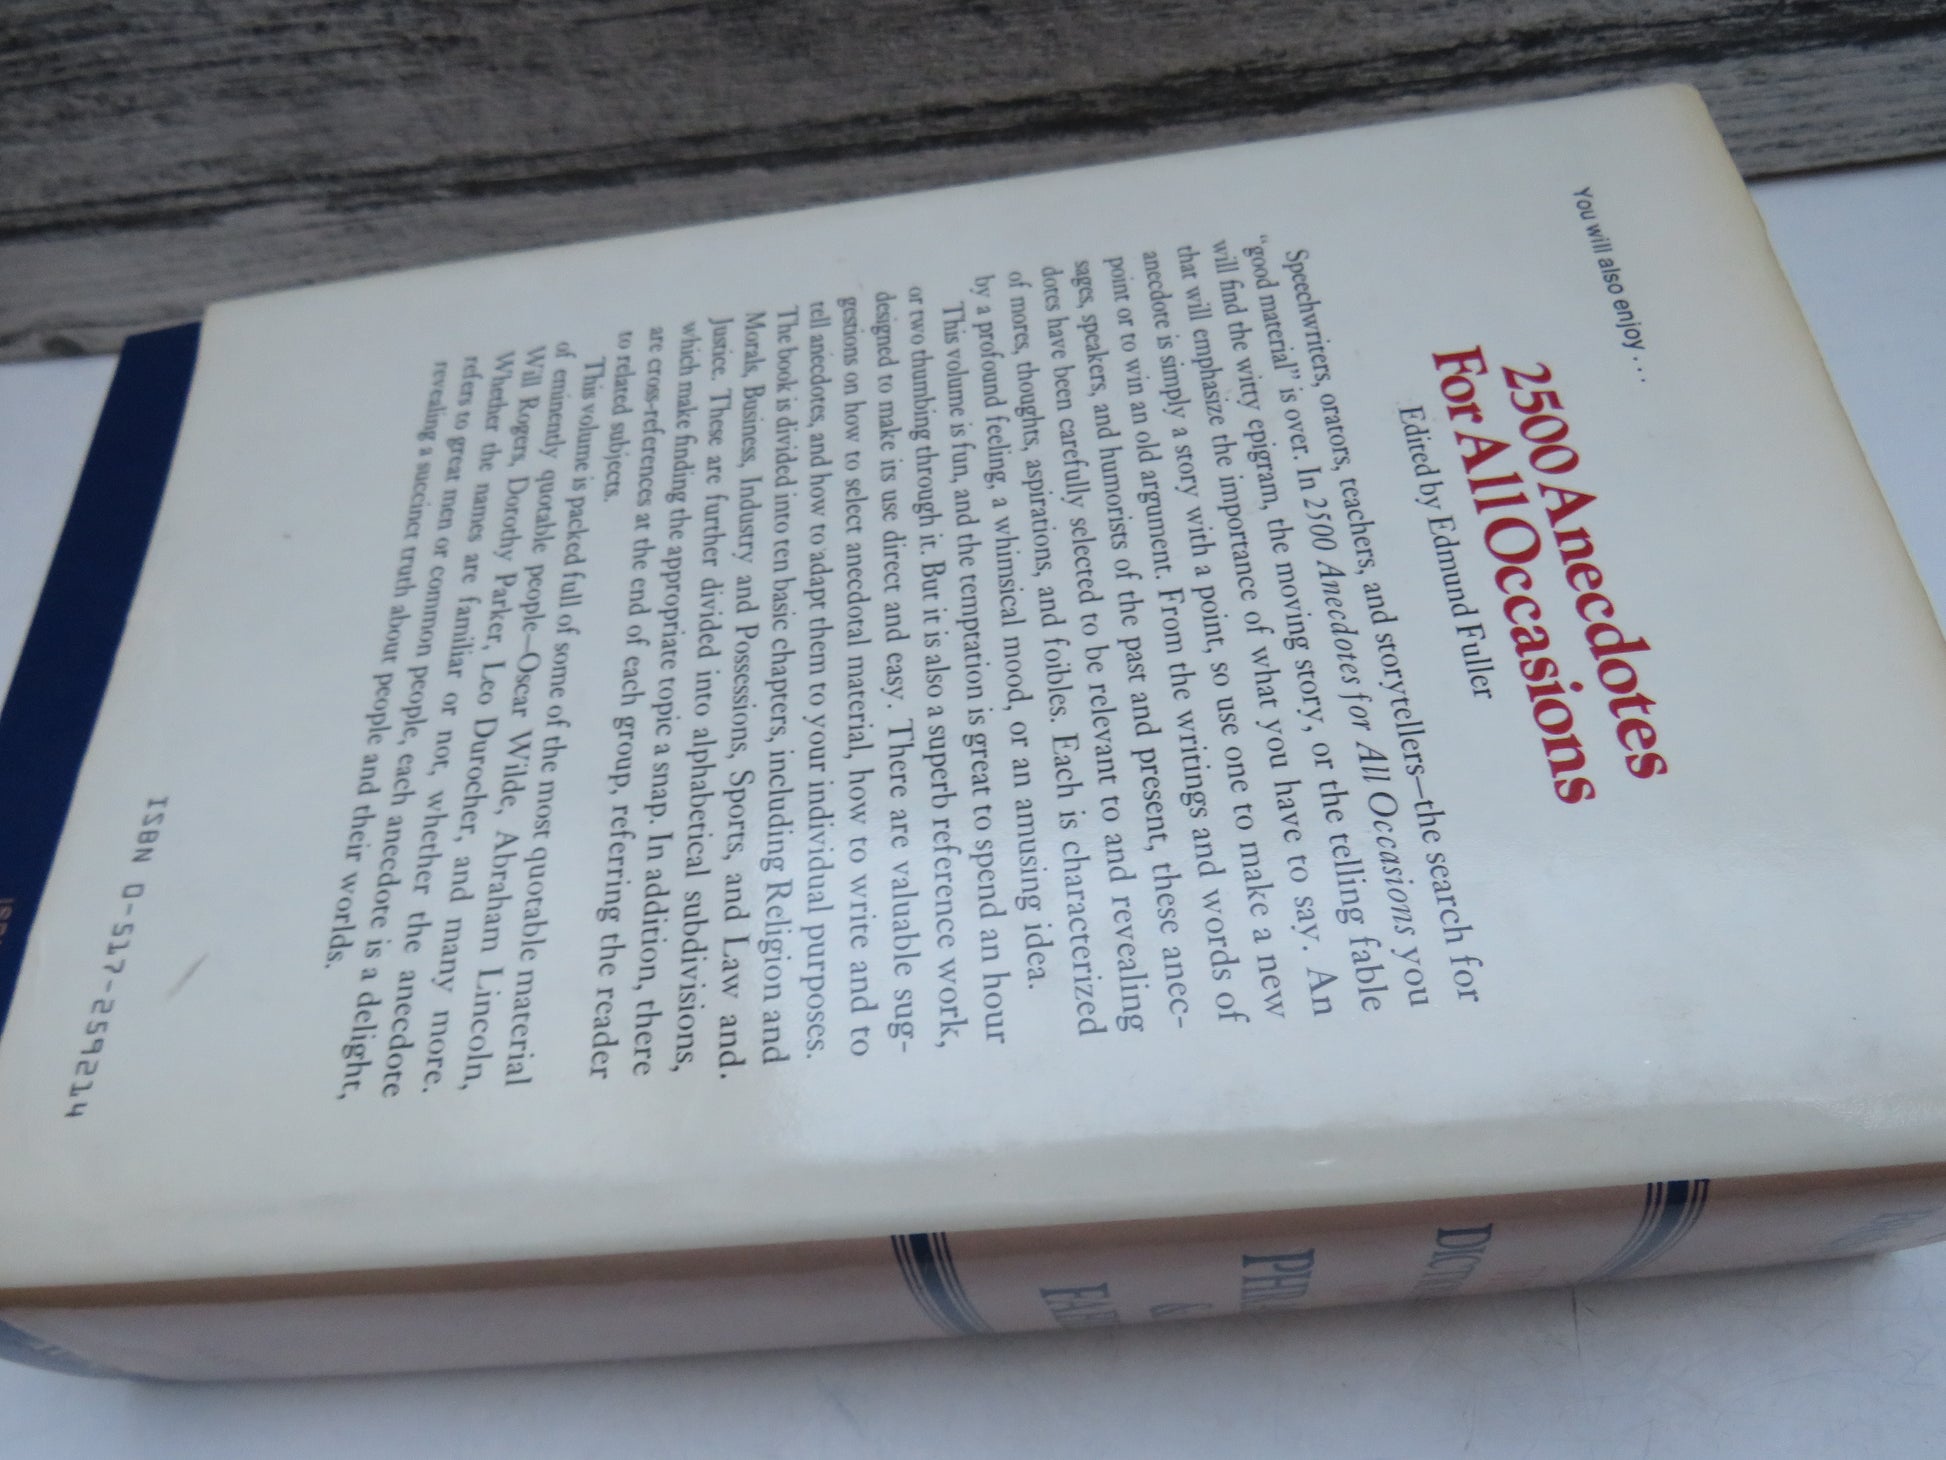 You will also enjoy . . .
2500 Anecdotes
For All Occasions
Edited by Edmund Fuller
Speechwriters, orators, teachers, and storytellers—the search for
"good material" is over. In 2500 Anecdotes for All Occasions you
will find the witty epigram, the moving story, or the telling fable
that will emphasize the importance of what you have to say. An
anecdote is simply a story with a point, so use one to make a new
point or to win an old argument. From the writings and words of
sages, speakers, and humorists of the past and present, these anec-
dotes have been carefully selected to be relevant to and revealing
of mores, thoughts, aspirations, and foibles. Each is characterized
by a profound feeling, a whimsical mood, or an amusing idea.
This volume is fun, and the temptation is great to spend an hour
or two thumbing through it. But it is also a superb reference work,
designed to make its use direct and easy. There are valuable sug-
gestions on how to select anecdotal material, how to write and to
tell anecdotes, and how to adapt them to your individual purposes.
The book is divided into ten basic chapters, including Religion and
Morals, Business, Industry and Possessions, Sports, and Law and
Justice. These are further divided into alphabetical subdivisions,
which make finding the appropriate topic a snap. In addition, there
are cross-references at the end of each group, referring the reader
to related subjects.
This volume is packed full of some of the most quotable material
of eminently quotable people—Oscar Wilde, Abraham Lincoln,
Will Rogers, Dorothy Parker, Leo Durocher, and many more.
Whether the names are familiar or not, whether the anecdote
refers to great men or common people, each anecdote is a delight,
revealing a succinct truth about people and their worlds.
ISBN 0-517-259214
DICT
PHR
&
FA